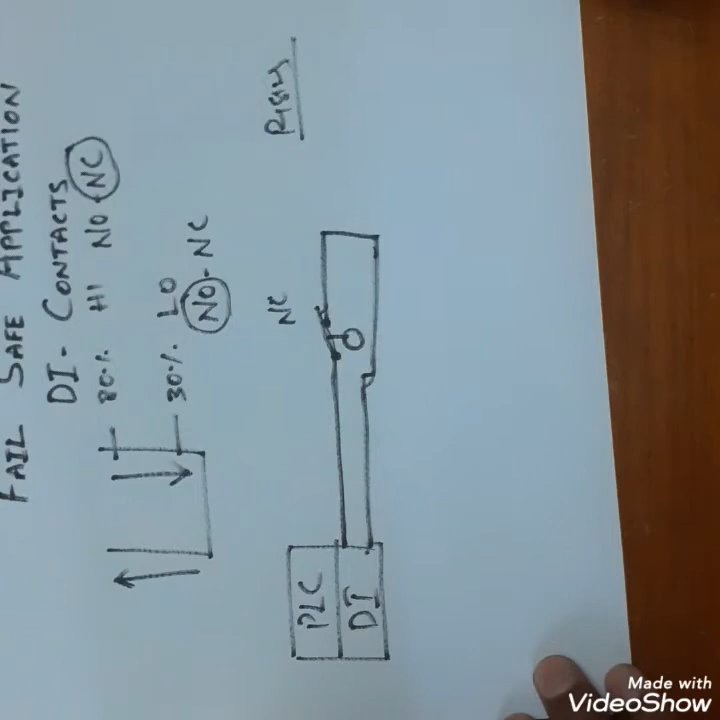 FAIL SAFE APPLICATION
DI - CONTACTS
80% HI NO-NC
30% LO
NO-NC
NC
PLC
DI
Made with
VideoShow